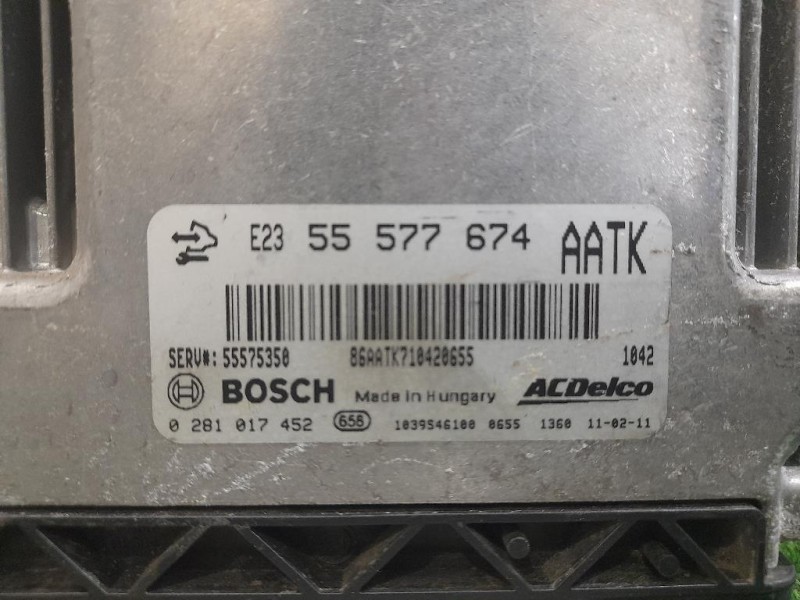 E23 55 577 674 AATK
SERV#: 55575350 86AATK710420655 1042
BOSCH Made in Hungary ACDelco
0 281 017 452 656 1039S46100 0655 1360 11-02-11